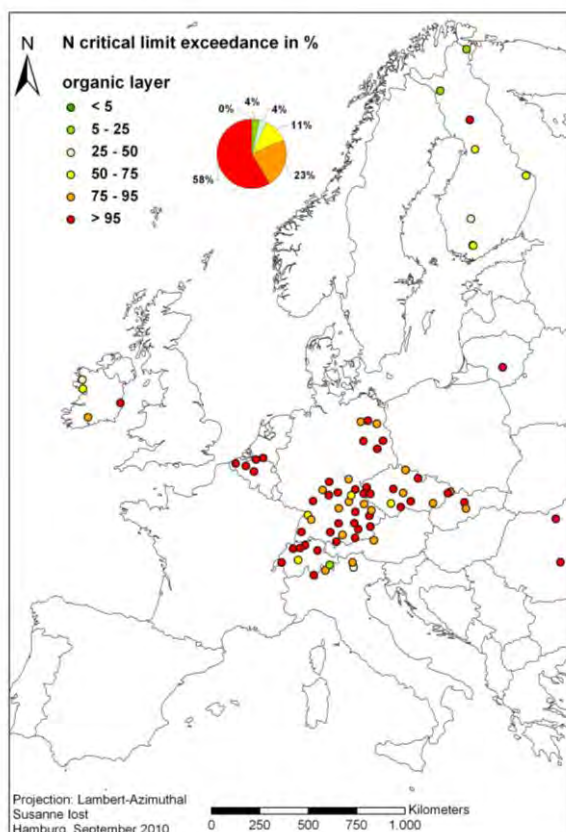 N
N critical limit exceedance in %
organic layer
< 5
5 - 25
25 - 50
50 - 75
75 - 95
> 95
0%
4%
4%
11%
23%
58%
Projection: Lambert-Azimuthal
Susanne Iost
Hamburg, September 2010
Kilometers
0 250 500 750 1.000